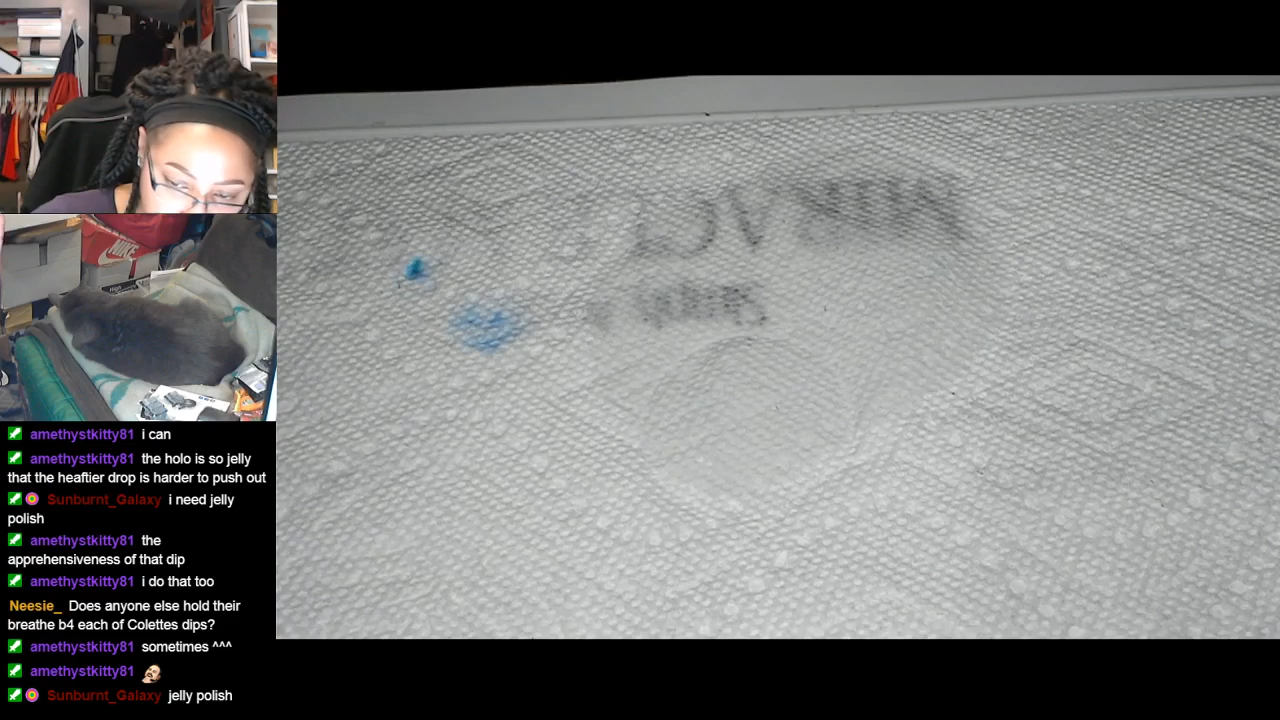 NIKE
High
amethystkitty81 i can
amethystkitty81 the holo is so jelly
that the heaftier drop is harder to push out
Sunburnt_Galaxy i need jelly
polish
amethystkitty81 the
apprehensiveness of that dip
amethystkitty81 i do that too
Neesie_ Does anyone else hold their
breathe b4 each of Colettes dips?
amethystkitty81 sometimes ^^^
amethystkitty81
Sunburnt_Galaxy jelly polish